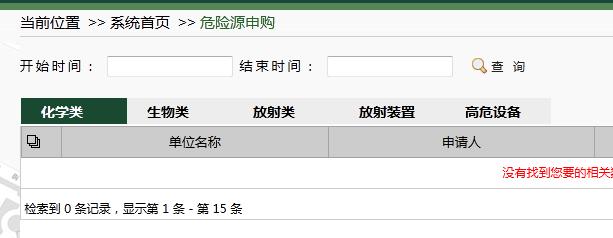 当前位置 >> 系统首页 >> 危险源申购
开始时间： 结束时间： 查 询
化学类 生物类 放射类 放射装置 高危设备
单位名称 申请人
没有找到您要的相关
检索到 0 条记录，显示第 1 条 - 第 15 条